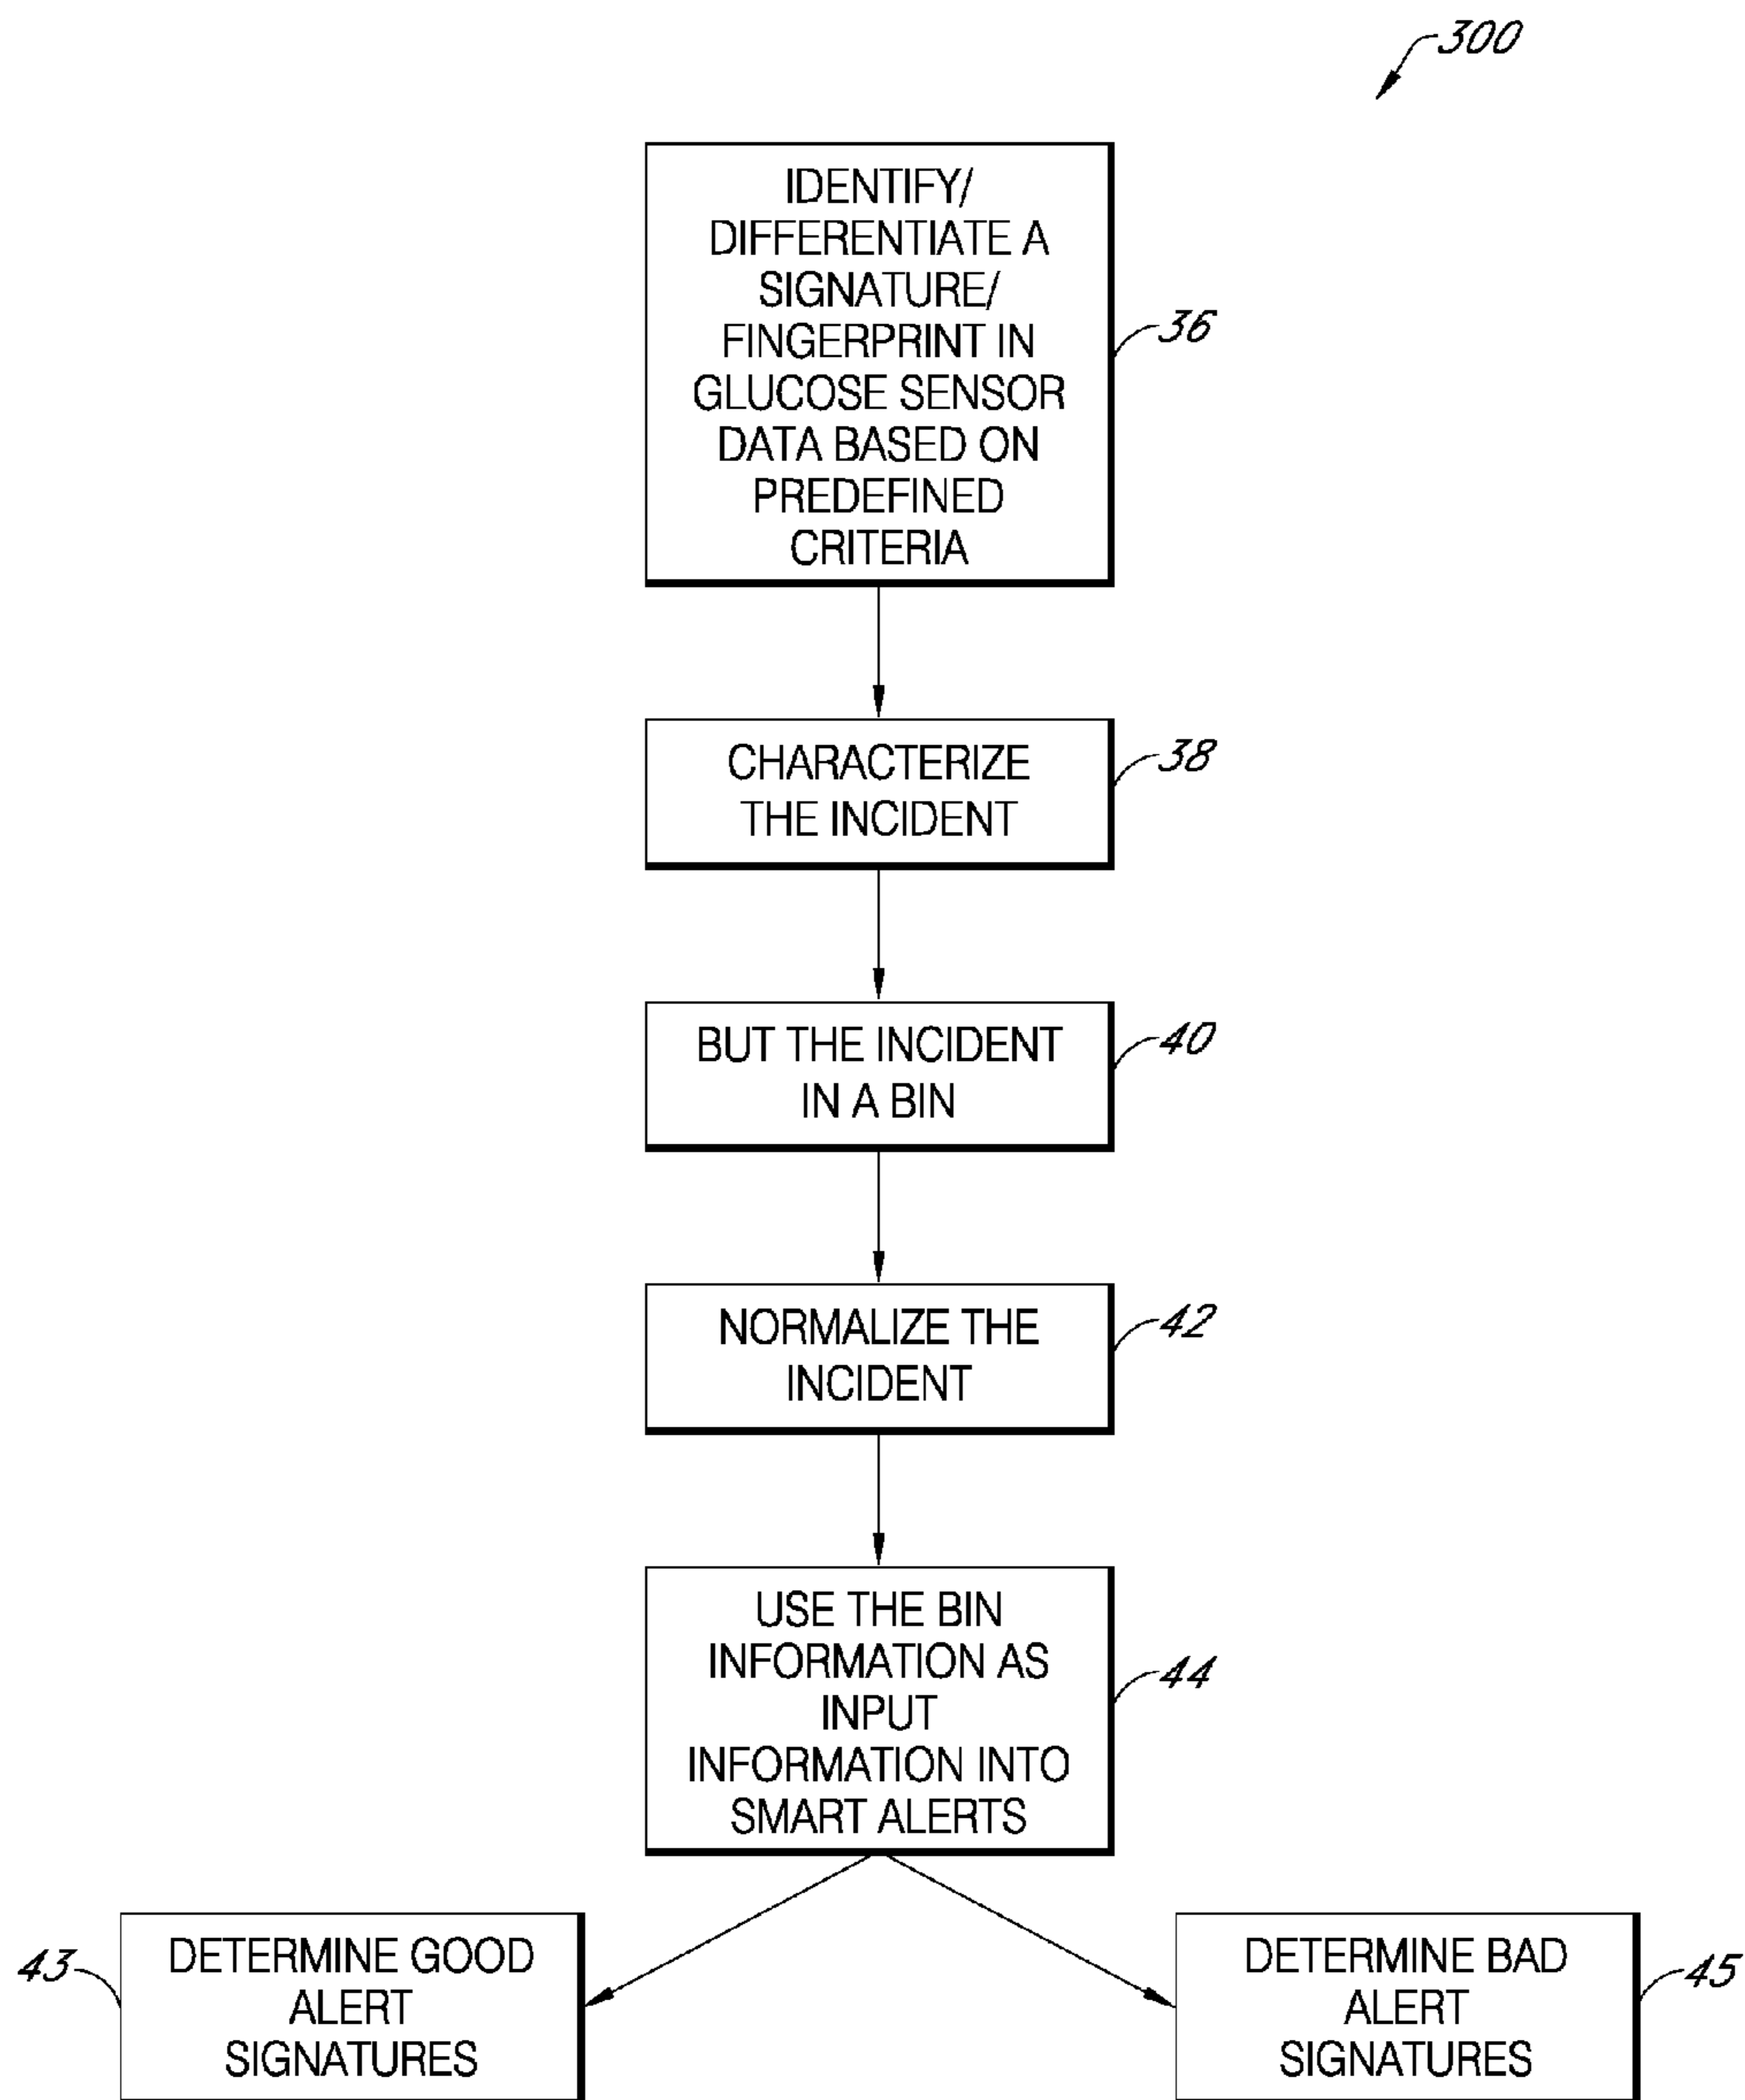 300
IDENTIFY/
DIFFERENTIATE A
SIGNATURE/
FINGERPRINT IN
GLUCOSE SENSOR
DATA BASED ON
PREDEFINED
CRITERIA
36
CHARACTERIZE
THE INCIDENT
38
BUT THE INCIDENT
IN A BIN
40
NORMALIZE THE
INCIDENT
42
USE THE BIN
INFORMATION AS
INPUT
INFORMATION INTO
SMART ALERTS
44
43
DETERMINE GOOD
ALERT
SIGNATURES
DETERMINE BAD
ALERT
SIGNATURES
45